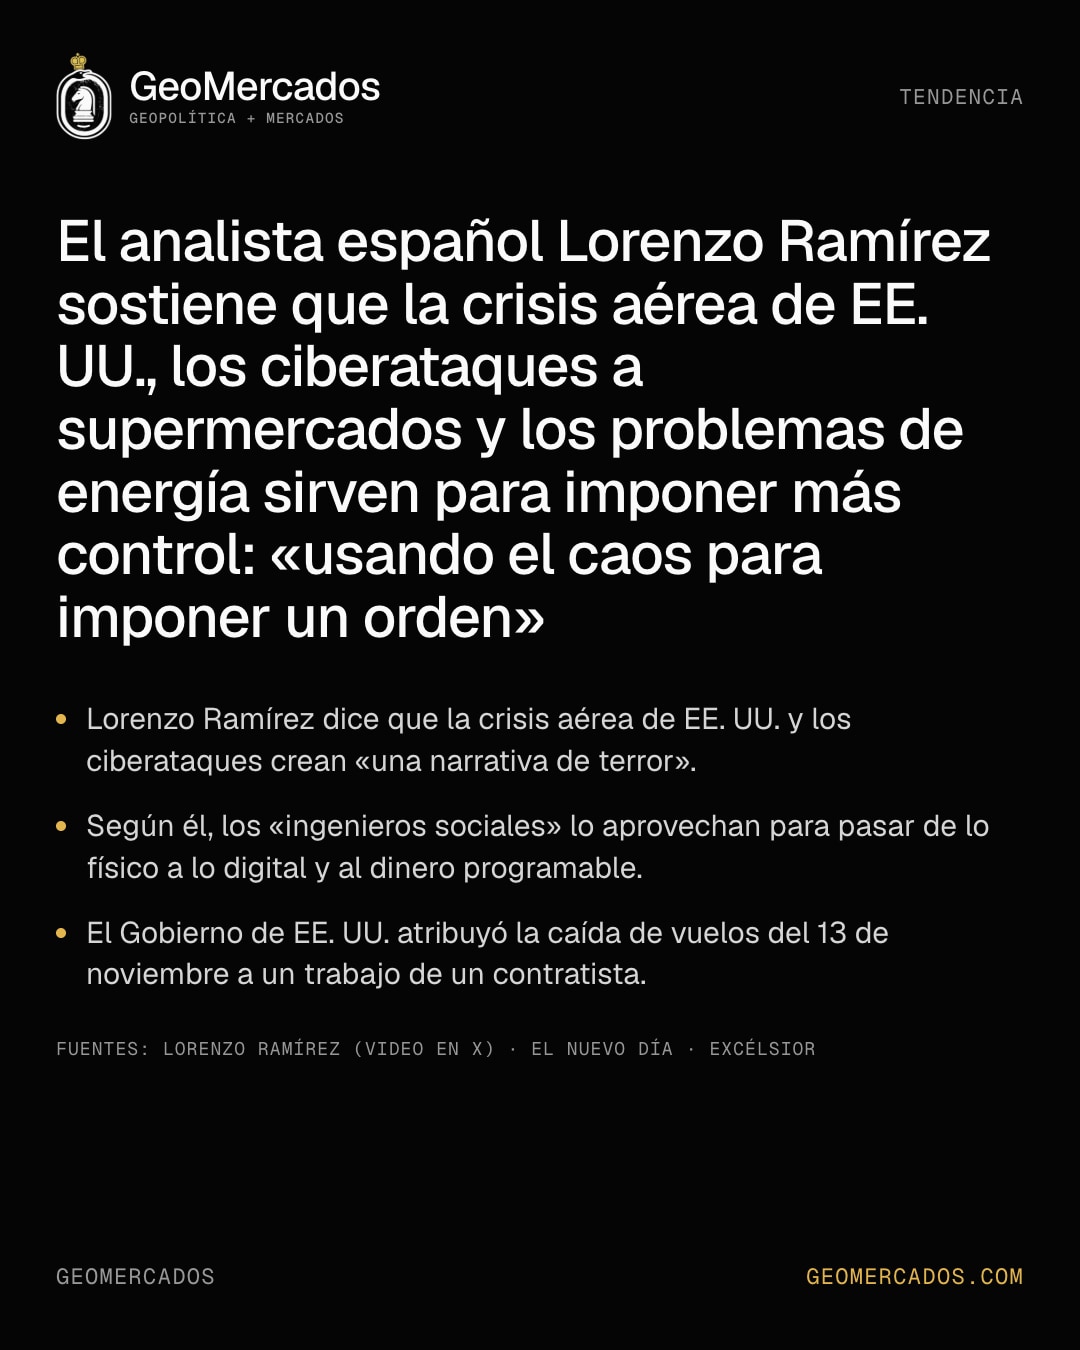 GeoMercados
GEOPOLÍTICA + MERCADOS
TENDENCIA
El analista español Lorenzo Ramírez
sostiene que la crisis aérea de EE.
UU., los ciberataques a
supermercados y los problemas de
energía sirven para imponer más
control: «usando el caos para
imponer un orden»
• Lorenzo Ramírez dice que la crisis aérea de EE. UU. y los
ciberataques crean «una narrativa de terror».
• Según él, los «ingenieros sociales» lo aprovechan para pasar de lo
físico a lo digital y al dinero programable.
• El Gobierno de EE. UU. atribuyó la caída de vuelos del 13 de
noviembre a un trabajo de un contratista.
FUENTES: LORENZO RAMÍREZ (VIDEO EN X) · EL NUEVO DÍA · EXCÉLSIOR
GEOMERCADOS
GEOMERCADOS.COM